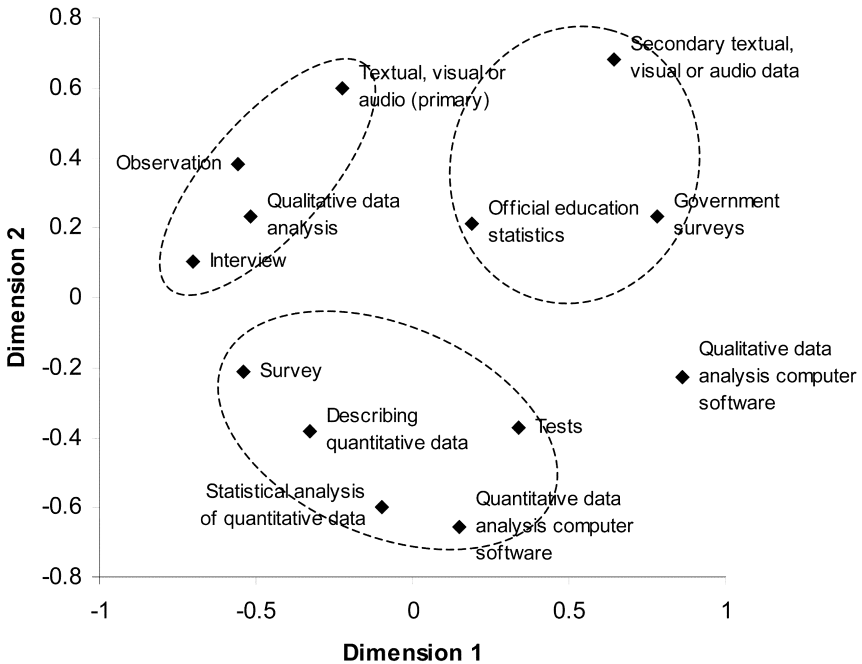 0.8
0.6
0.4
0.2
0
-0.2
-0.4
-0.6
-0.8
Dimension 2
Secondary textual,
visual or audio data
Textual, visual or
audio (primary)
Observation
Qualitative data
analysis
Interview
Official education
statistics
Government
surveys
Qualitative data
analysis computer
software
Survey
Describing
quantitative data
Tests
Statistical analysis
of quantitative data
Quantitative data
analysis computer
software
-1
-0.5
0
0.5
1
Dimension 1